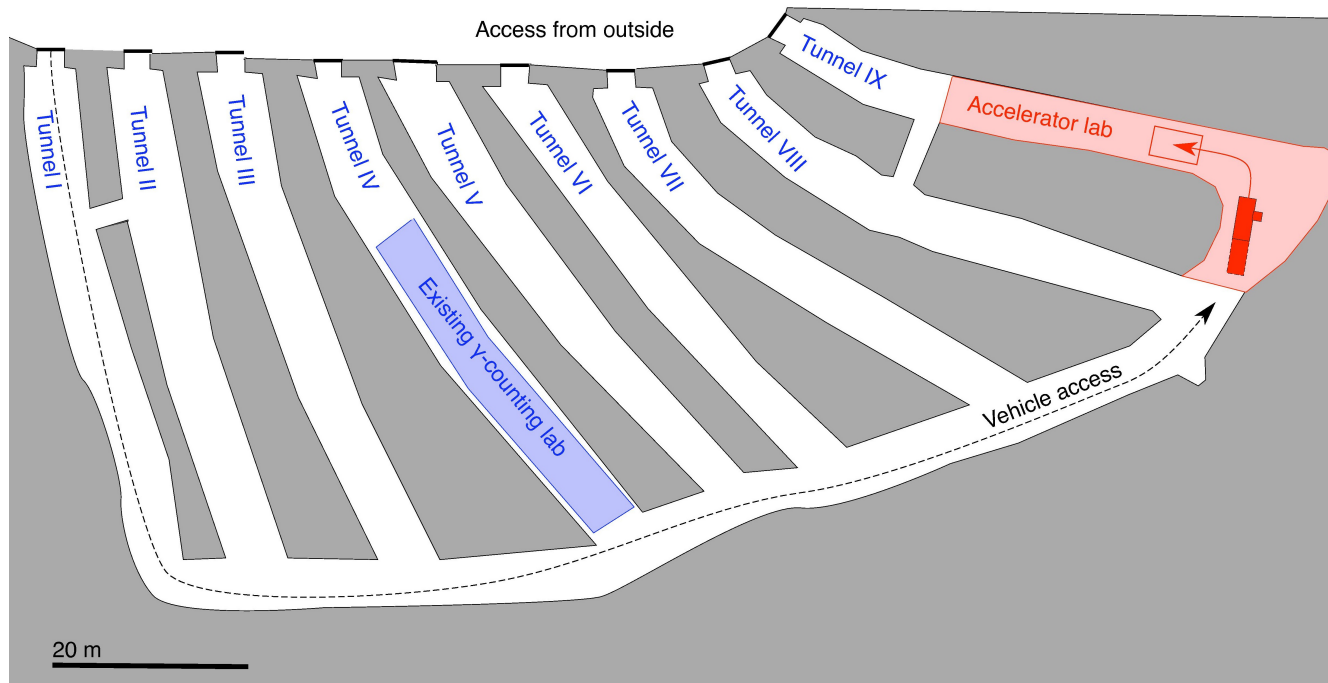 Access from outside
Tunnel I
Tunnel II
Tunnel III
Tunnel IV
Tunnel V
Tunnel VI
Tunnel VII
Tunnel VIII
Tunnel IX
Accelerator lab
Existing γ-counting lab
Vehicle access
20 m